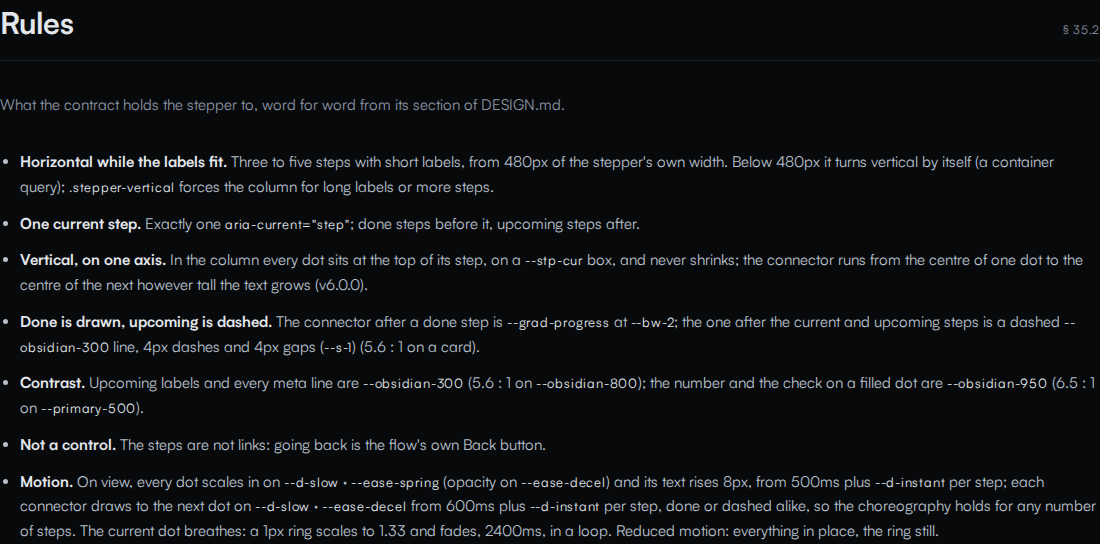 Rules
§ 35.2
What the contract holds the stepper to, word for word from its section of DESIGN.md.
• Horizontal while the labels fit. Three to five steps with short labels, from 480px of the stepper's own width. Below 480px it turns vertical by itself (a container
query); .stepper-vertical forces the column for long labels or more steps.
• One current step. Exactly one aria-current="step"; done steps before it, upcoming steps after.
• Vertical, on one axis. In the column every dot sits at the top of its step, on a --stp-cur box, and never shrinks; the connector runs from the centre of one dot to the
centre of the next however tall the text grows (v6.0.0).
• Done is drawn, upcoming is dashed. The connector after a done step is --grad-progress at --bw-2; the one after the current and upcoming steps is a dashed --
obsidian-300 line, 4px dashes and 4px gaps (--s-1) (5.6 : 1 on a card).
• Contrast. Upcoming labels and every meta line are --obsidian-300 (5.6 : 1 on --obsidian-800); the number and the check on a filled dot are --obsidian-950 (6.5 : 1
on --primary-500).
• Not a control. The steps are not links: going back is the flow's own Back button.
• Motion. On view, every dot scales in on --d-slow · --ease-spring (opacity on --ease-decel) and its text rises 8px, from 500ms plus --d-instant per step; each
connector draws to the next dot on --d-slow · --ease-decel from 600ms plus --d-instant per step, done or dashed alike, so the choreography holds for any number
of steps. The current dot breathes: a 1px ring scales to 1.33 and fades, 2400ms, in a loop. Reduced motion: everything in place, the ring still.